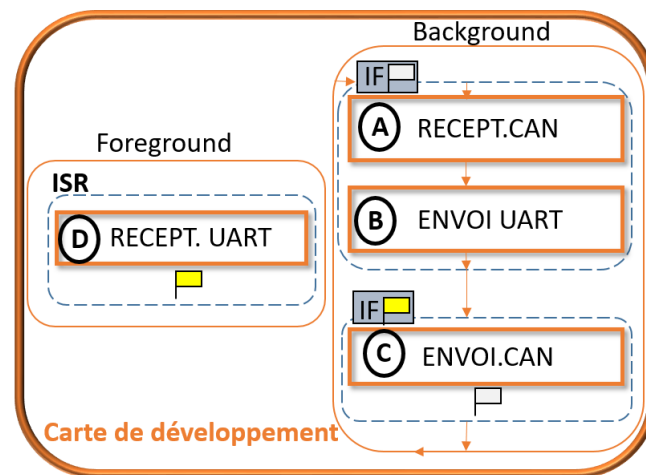 Background
IF
A RECEPT.CAN
B ENVOI UART
IF
C ENVOI.CAN
Foreground
ISR
D RECEPT. UART
Carte de développement